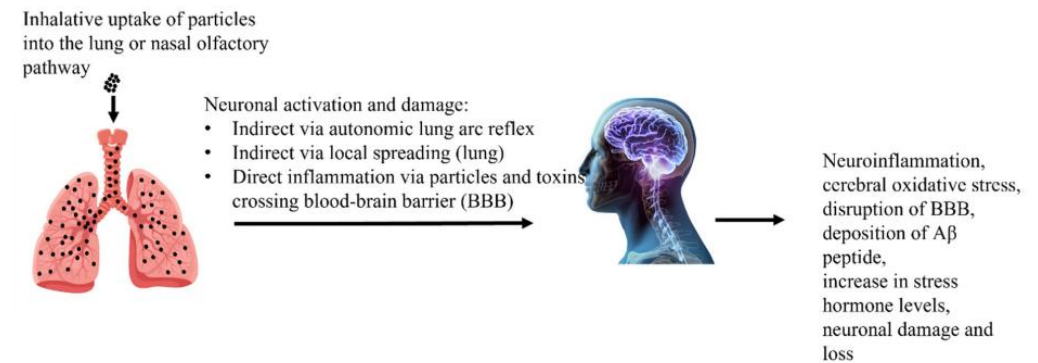 Inhalative uptake of particles
into the lung or nasal olfactory
pathway
Neuronal activation and damage:
• Indirect via autonomic lung arc reflex
• Indirect via local spreading (lung)
• Direct inflammation via particles and toxins
crossing blood-brain barrier (BBB)
Neuroinflammation,
cerebral oxidative stress,
disruption of BBB,
deposition of Aβ
peptide,
increase in stress
hormone levels,
neuronal damage and
loss